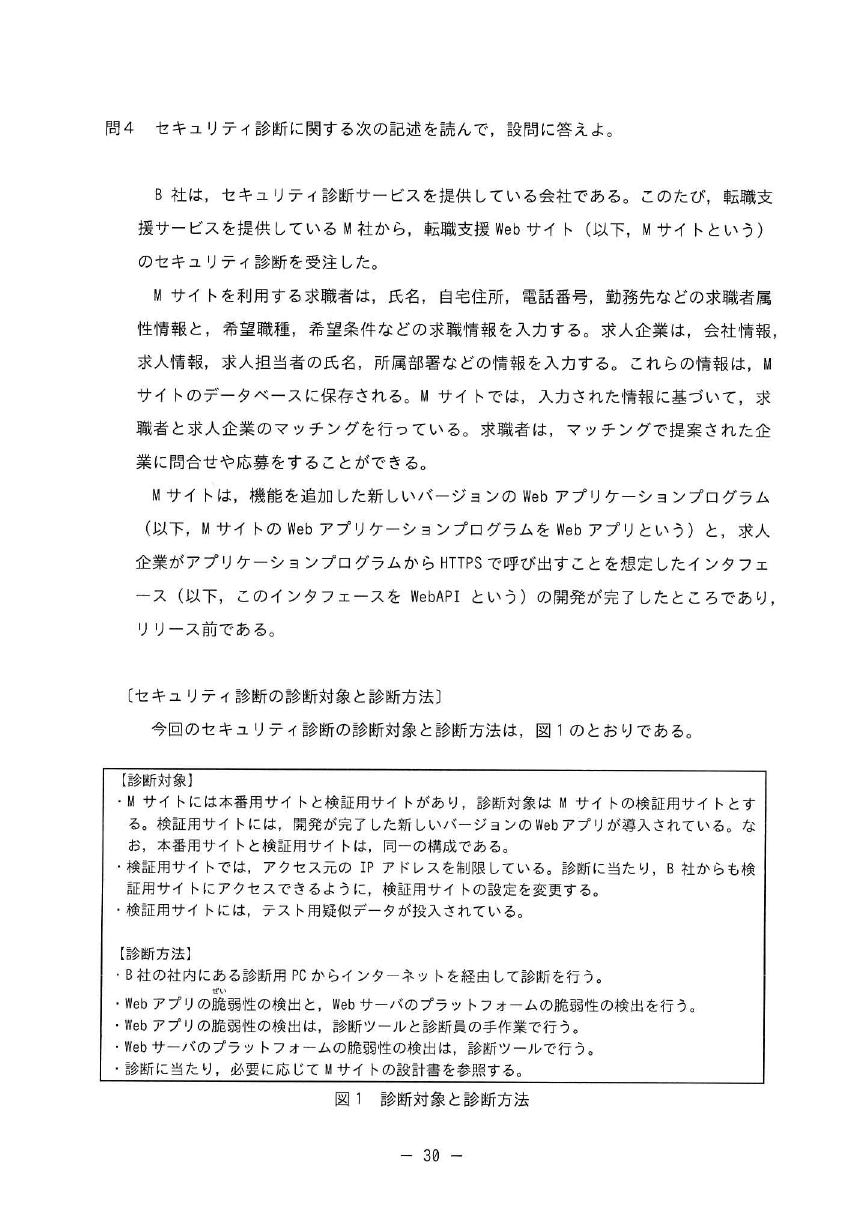 問4　セキュリティ診断に関する次の記述を読んで，設問に答えよ。
B 社は，セキュリティ診断サービスを提供している会社である。このたび，転職支
援サービスを提供している M 社から，転職支援 Web サイト（以下，M サイトという）
のセキュリティ診断を受注した。
M サイトを利用する求職者は，氏名，自宅住所，電話番号，勤務先などの求職者属
性情報と，希望職種，希望条件などの求職情報を入力する。求人企業は，会社情報，
求人情報，求人担当者の氏名，所属部署などの情報を入力する。これらの情報は，M
サイトのデータベースに保存される。M サイトでは，入力された情報に基づいて，求
職者と求人企業のマッチングを行っている。求職者は，マッチングで提案された企
業に問合せや応募をすることができる。
M サイトは，機能を追加した新しいバージョンの Web アプリケーションプログラム
（以下，M サイトの Web アプリケーションプログラムを Web アプリという）と，求人
企業がアプリケーションプログラムから HTTPS で呼び出すことを想定したインタフェ
ース（以下，このインタフェースを WebAPI という）の開発が完了したところであり，
リリース前である。
〔セキュリティ診断の診断対象と診断方法〕
今回のセキュリティ診断の診断対象と診断方法は，図 1 のとおりである。
【診断対象】
・M サイトには本番用サイトと検証用サイトがあり，診断対象は M サイトの検証用サイトとす
る。検証用サイトには，開発が完了した新しいバージョンの Web アプリが導入されている。な
お，本番用サイトと検証用サイトは，同一の構成である。
・検証用サイトでは，アクセス元の IP アドレスを制限している。診断に当たり，B 社からも検
証用サイトにアクセスできるように，検証用サイトの設定を変更する。
・検証用サイトには，テスト用疑似データが投入されている。
【診断方法】
・B 社の社内にある診断用 PC からインターネットを経由して診断を行う。
ぜい
・Web アプリの脆弱性の検出と，Web サーバのプラットフォームの脆弱性の検出を行う。
・Web アプリの脆弱性の検出は，診断ツールと診断員の手作業で行う。
・Web サーバのプラットフォームの脆弱性の検出は，診断ツールで行う。
・診断に当たり，必要に応じて M サイトの設計書を参照する。
図 1　診断対象と診断方法
－ 30 －